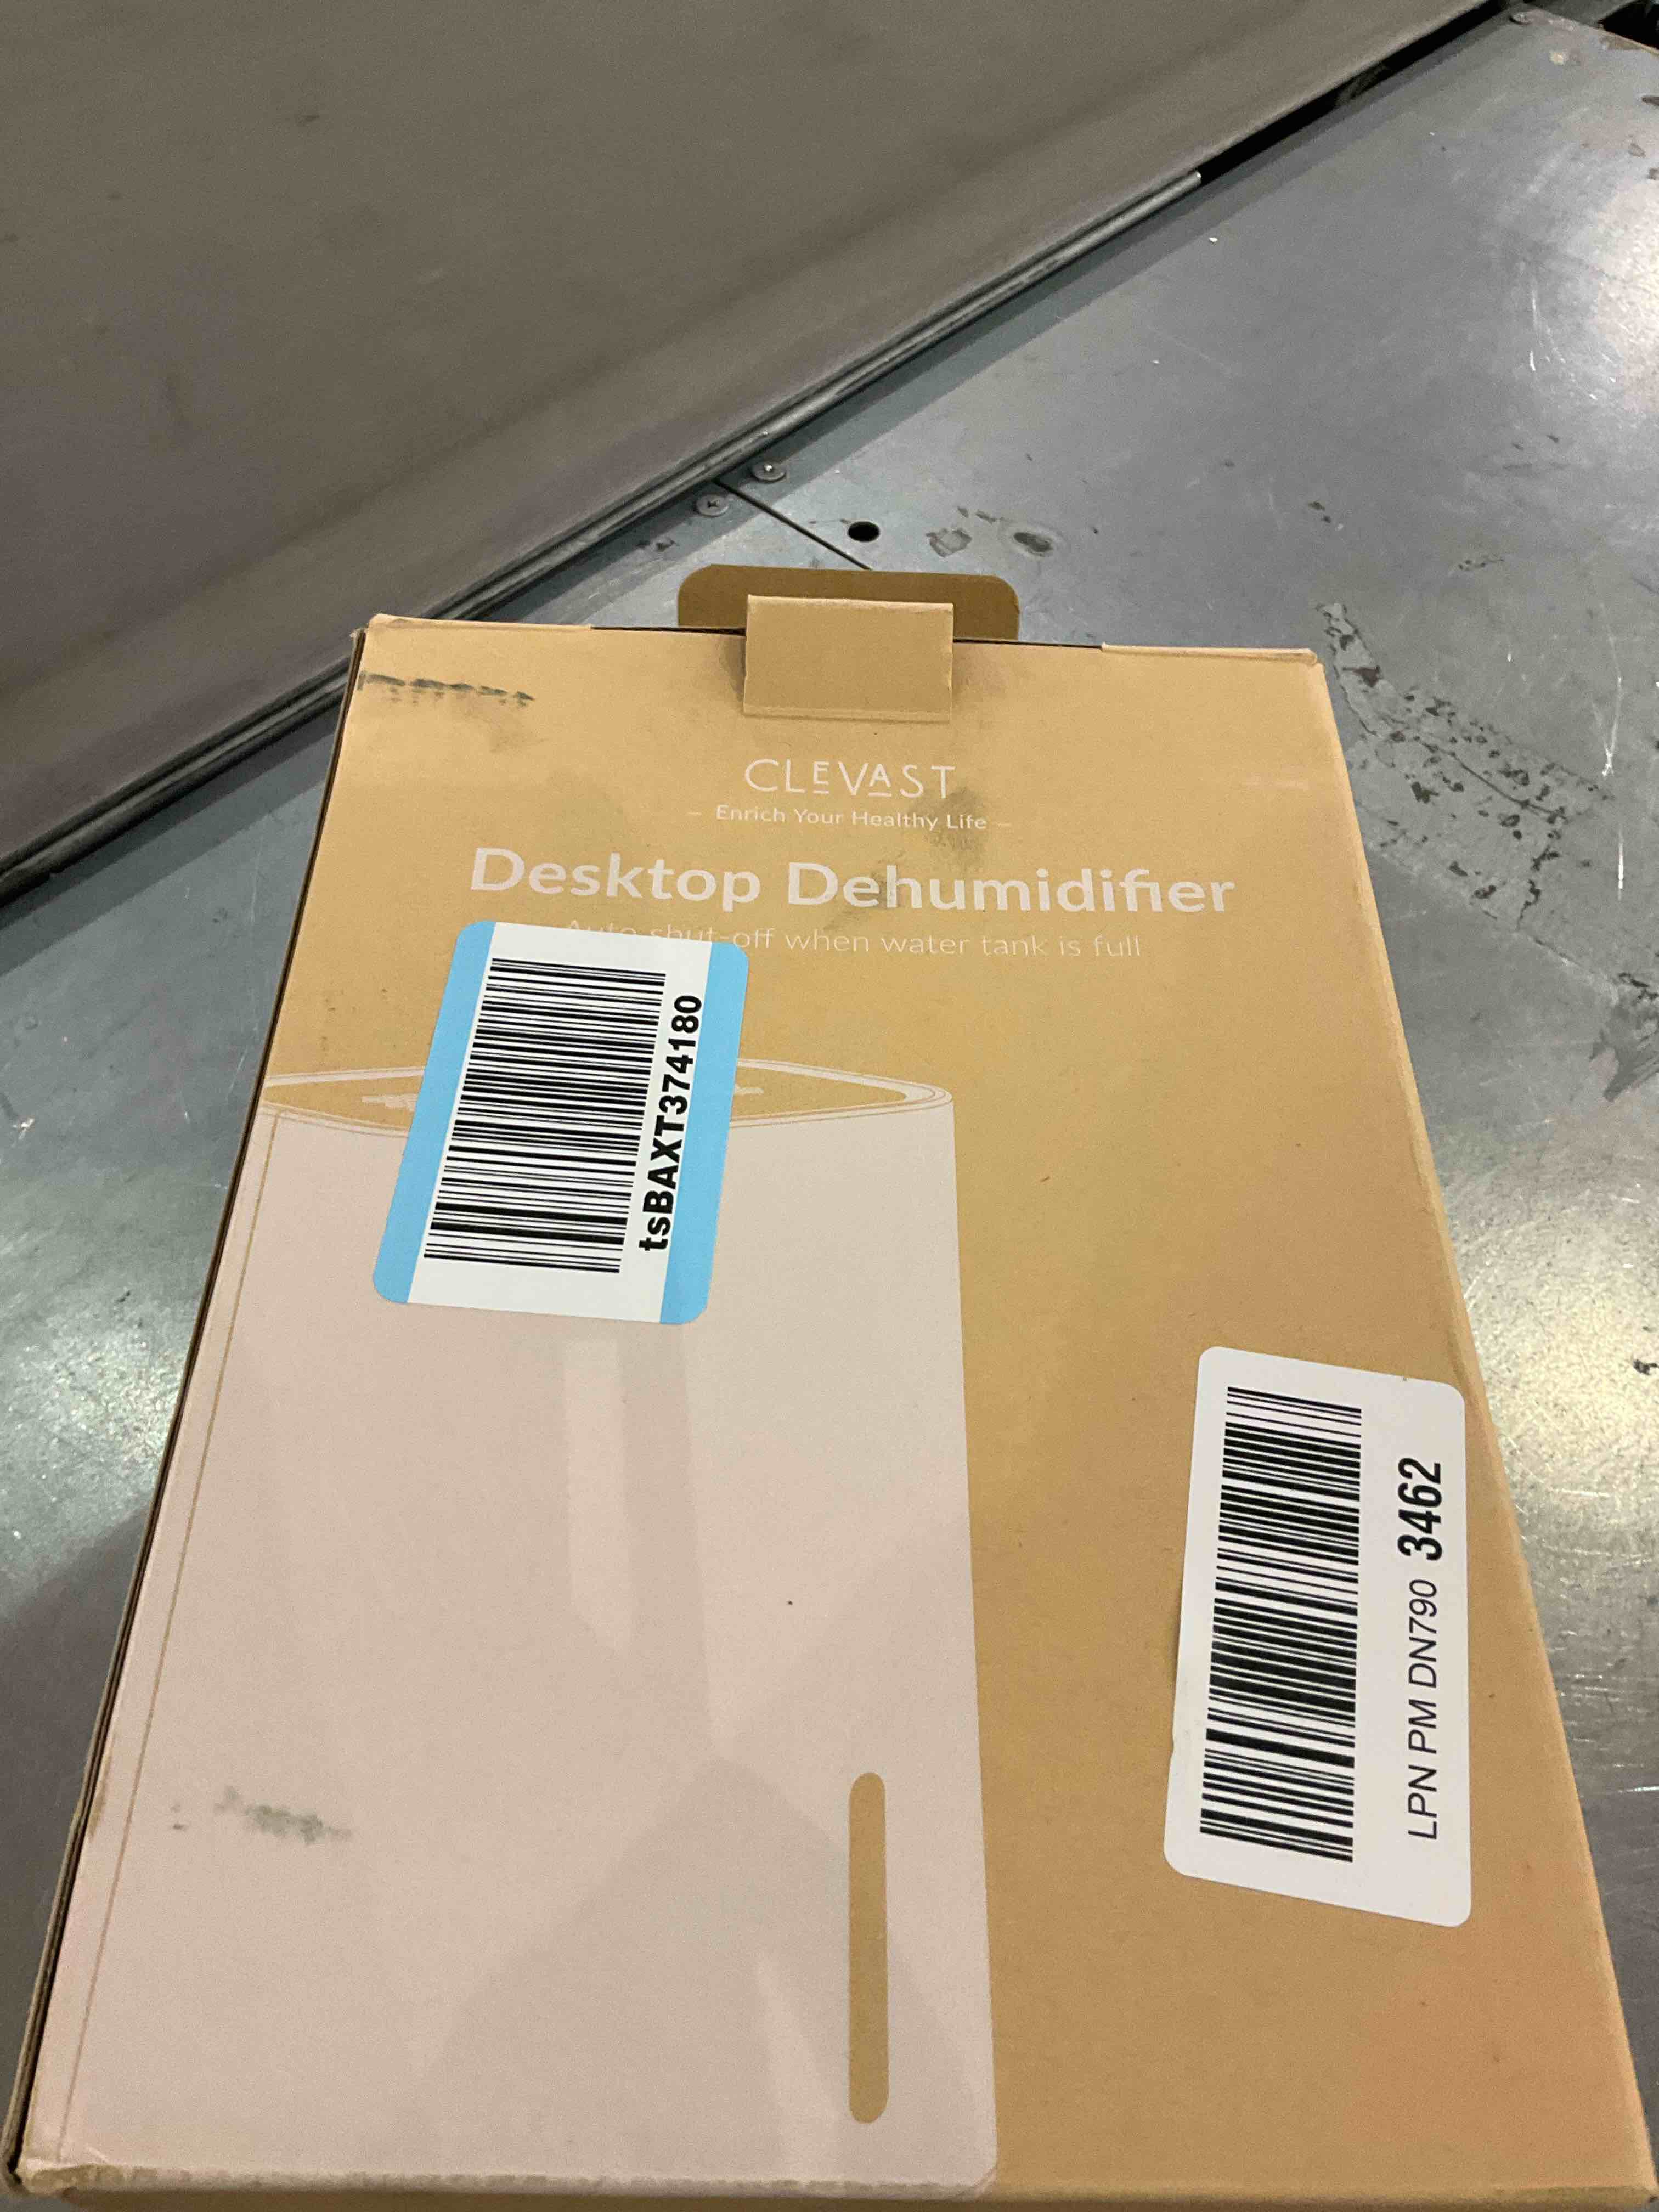 CLEVAST
– Enrich Your Healthy Life –
Desktop Dehumidifier
Auto shut-off when water tank is full
tsBAXT374180
LPN PM DN790 3462